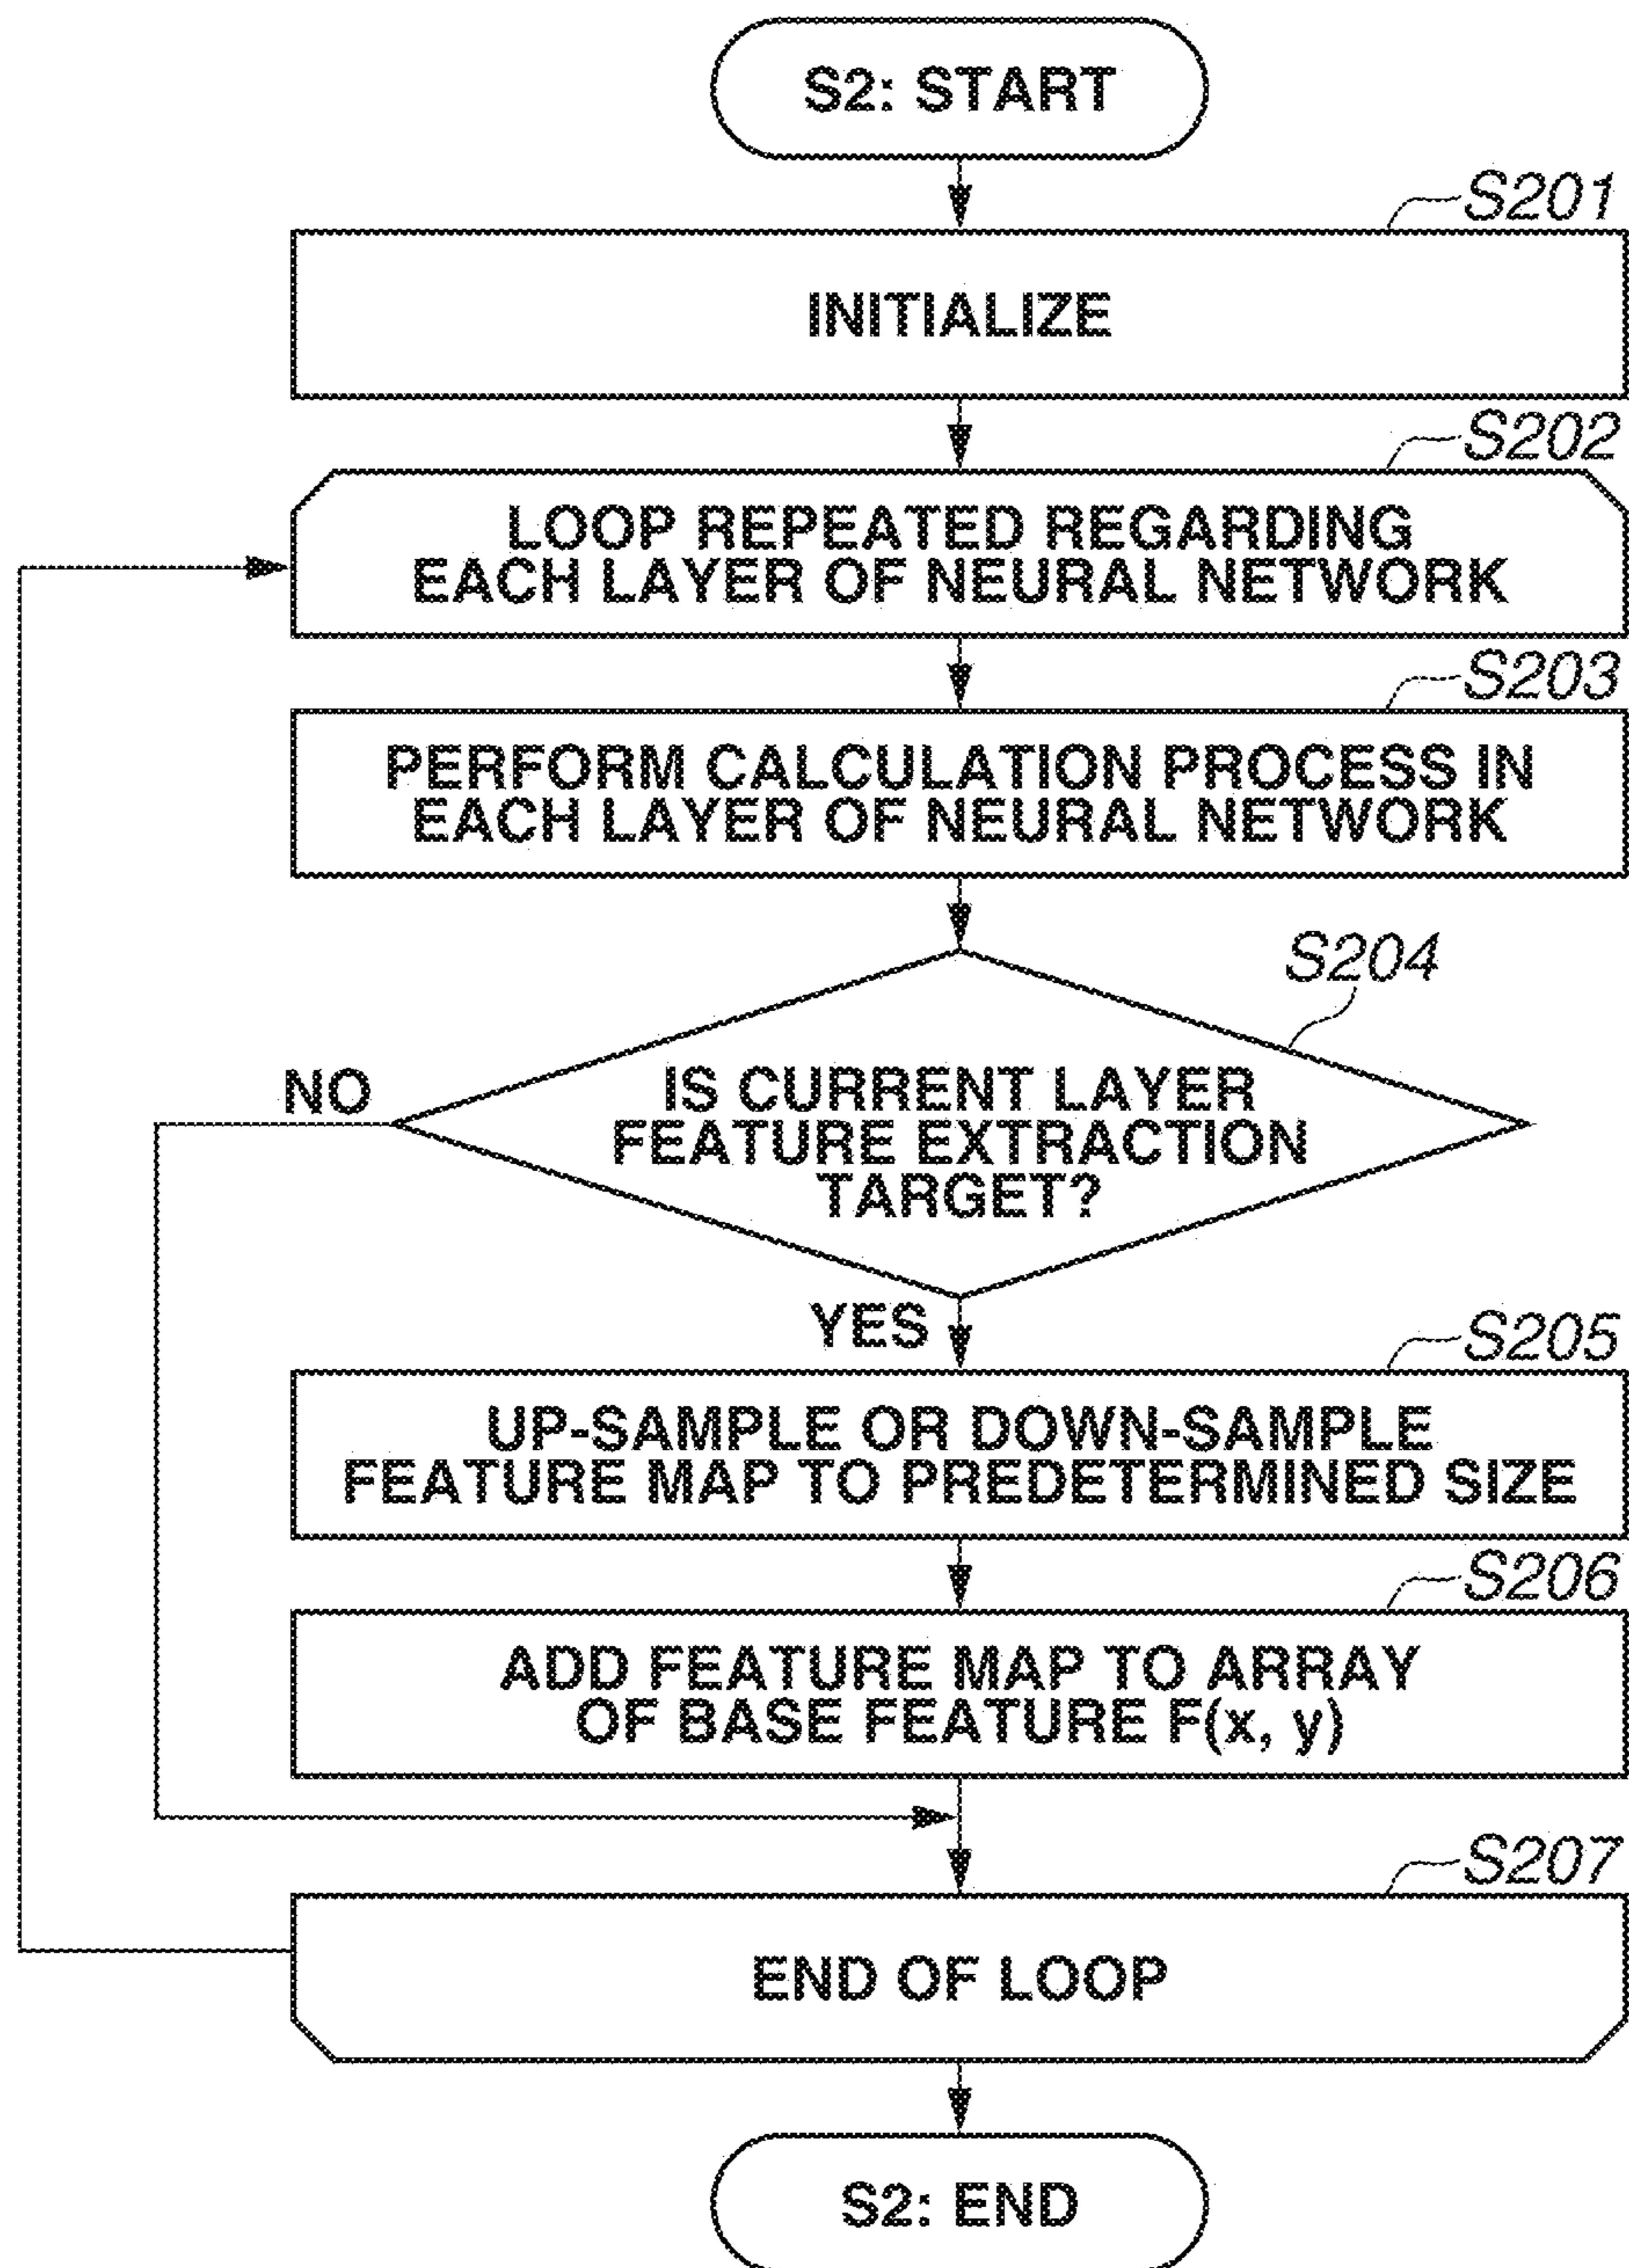 S2: START
S201
INITIALIZE
S202
LOOP REPEATED REGARDING
EACH LAYER OF NEURAL NETWORK
S203
PERFORM CALCULATION PROCESS IN
EACH LAYER OF NEURAL NETWORK
S204
NO
IS CURRENT LAYER
FEATURE EXTRACTION
TARGET?
YES
S205
UP-SAMPLE OR DOWN-SAMPLE
FEATURE MAP TO PREDETERMINED SIZE
S206
ADD FEATURE MAP TO ARRAY
OF BASE FEATURE F(x, y)
S207
END OF LOOP
S2: END